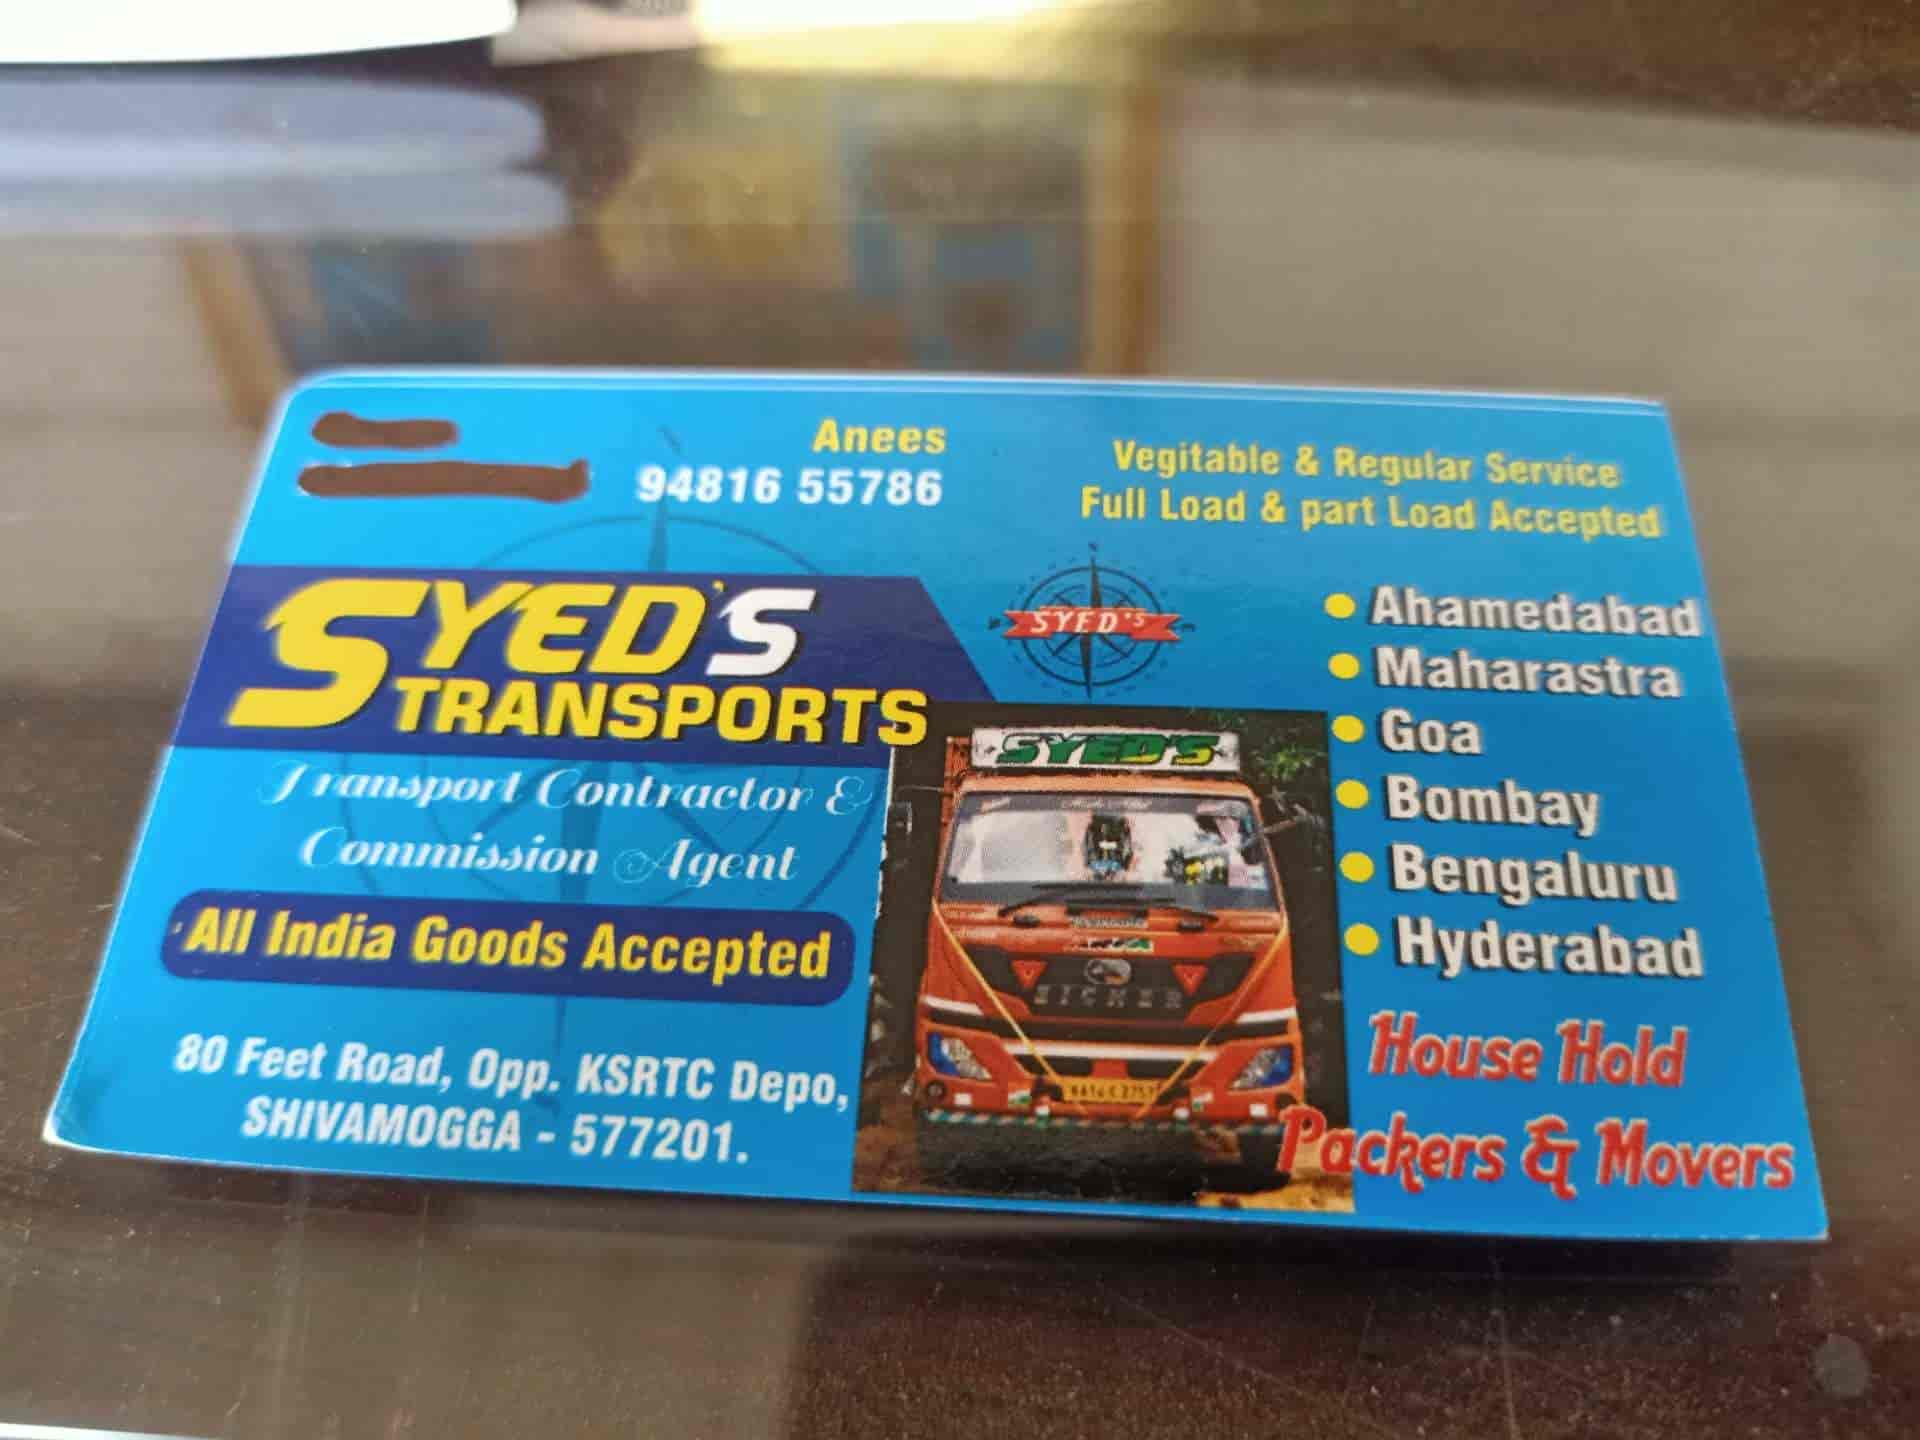 Anees
94816 55786
Vegitable & Regular Service
Full Load & part Load Accepted
SYED'S
TRANSPORTS
Transport Contractor &
Commission Agent
All India Goods Accepted
80 Feet Road, Opp. KSRTC Depo,
SHIVAMOGGA - 577201.
SYED'S
SYED'S
EICHER
Ahamedabad
Maharastra
Goa
Bombay
Bengaluru
Hyderabad
House Hold
Packers & Movers